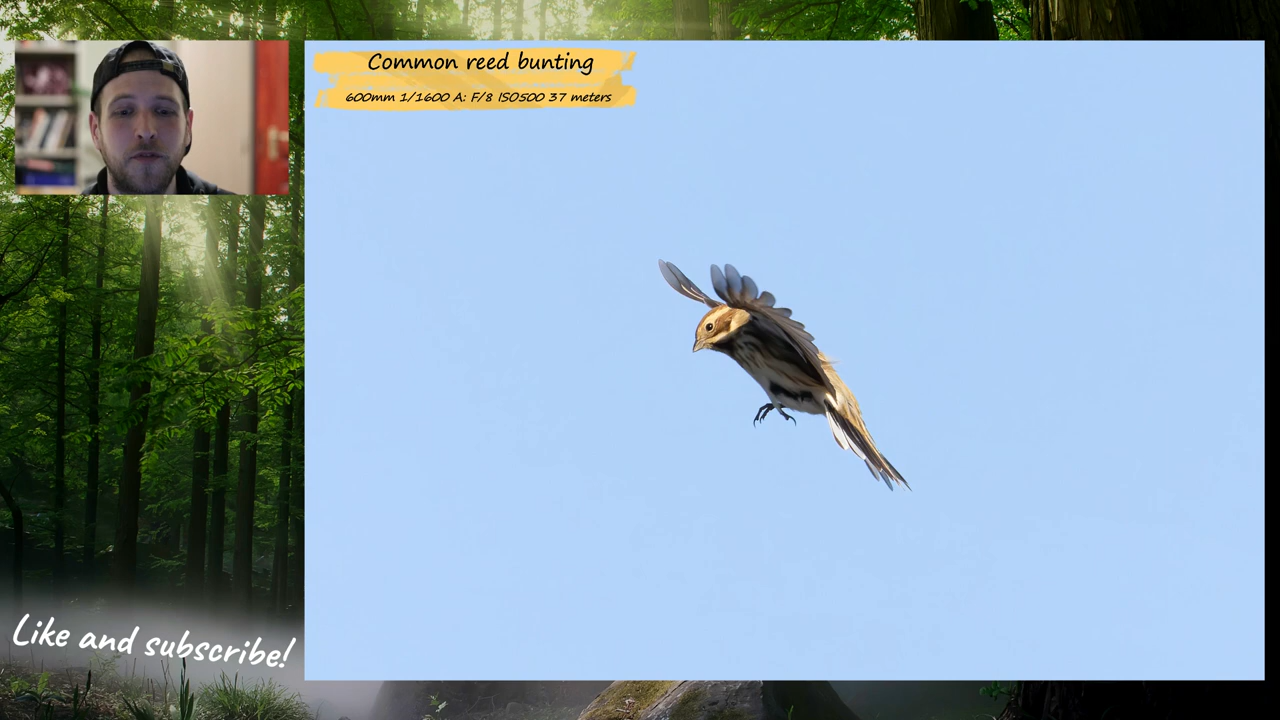 Common reed bunting
600mm 1/1600 A: F/8 ISO500 37 meters
Like and subscribe!